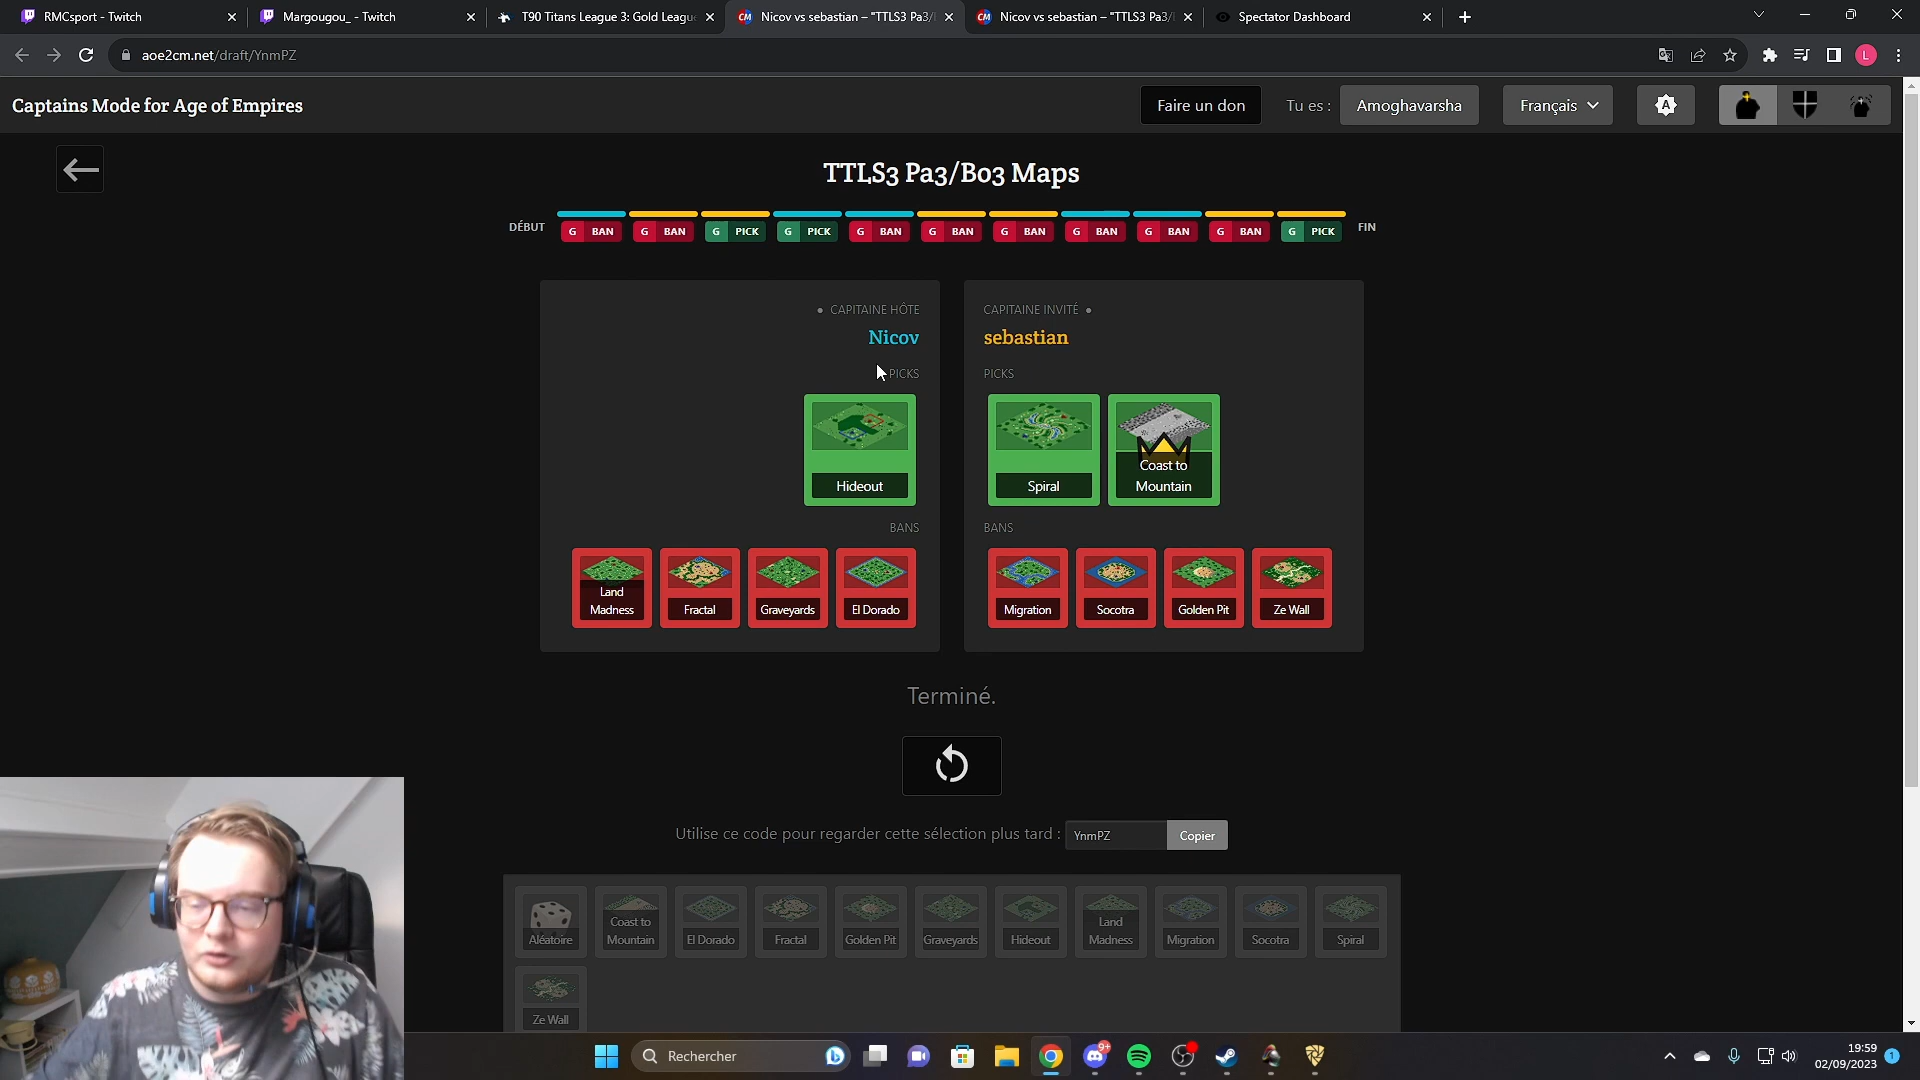 RMCsport - Twitch
Margougou_ - Twitch
T90 Titans League 3: Gold Leagu
Nicov vs sebastian – "TTLS3 Pa3/
Nicov vs sebastian – "TTLS3 Pa3/
Spectator Dashboard
aoe2cm.net/draft/YnmPZ
L
Captains Mode for Age of Empires
Faire un don
Tu es :
Amoghavarsha
Français
A
TTLS3 Pa3/Bo3 Maps
DÉBUT
G BAN
G BAN
G PICK
G PICK
G BAN
G BAN
G BAN
G BAN
G BAN
G BAN
G PICK
FIN
CAPITAINE HÔTE
Nicov
PICKS
Hideout
BANS
Land Madness
Fractal
Graveyards
El Dorado
CAPITAINE INVITÉ
sebastian
PICKS
Spiral
Coast to Mountain
BANS
Migration
Socotra
Golden Pit
Ze Wall
Terminé.
Utilise ce code pour regarder cette sélection plus tard :
YnmPZ
Copier
Aléatoire
Coast to Mountain
El Dorado
Fractal
Golden Pit
Graveyards
Hideout
Land Madness
Migration
Socotra
Spiral
Ze Wall
Rechercher
9+
19:59
02/09/2023
1